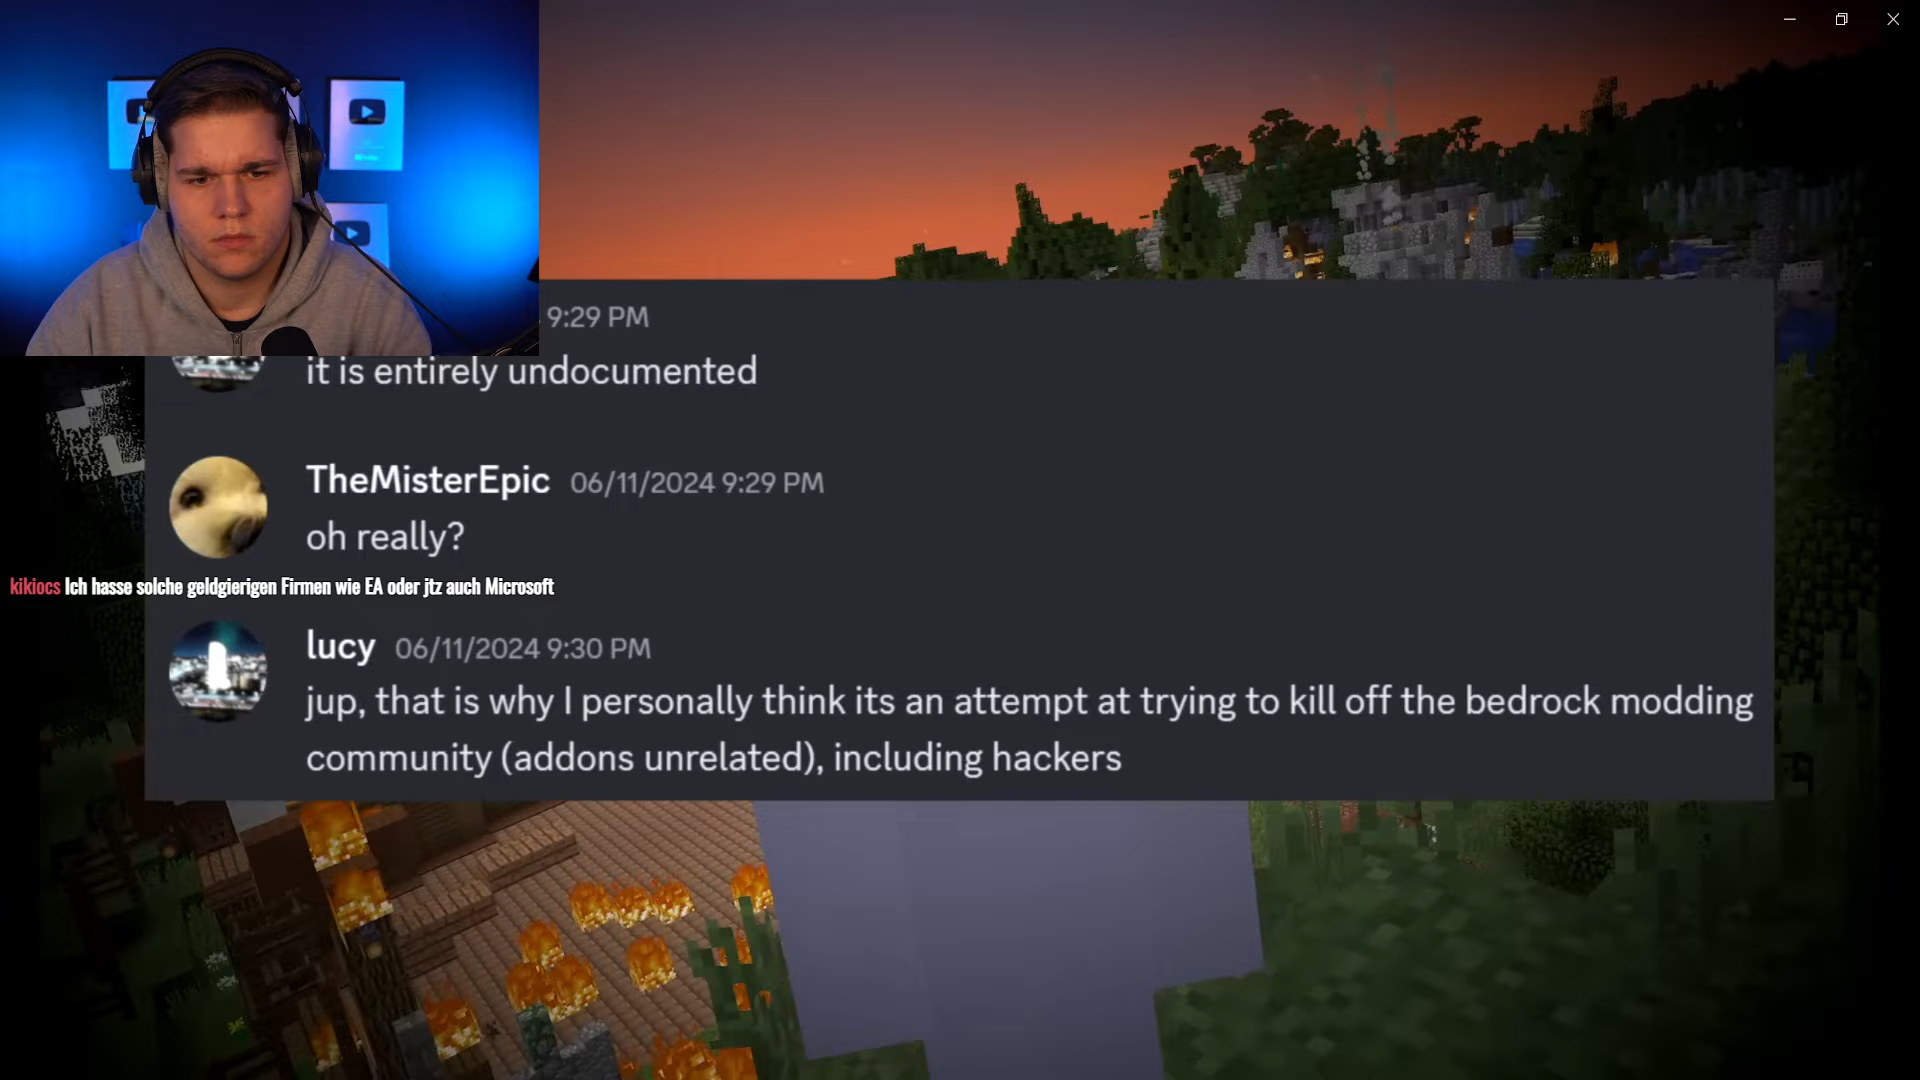 9:29 PM
it is entirely undocumented
TheMisterEpic 06/11/2024 9:29 PM
oh really?
kikiocs Ich hasse solche geldgierigen Firmen wie EA oder jtz auch Microsoft
lucy 06/11/2024 9:30 PM
jup, that is why I personally think its an attempt at trying to kill off the bedrock modding
community (addons unrelated), including hackers